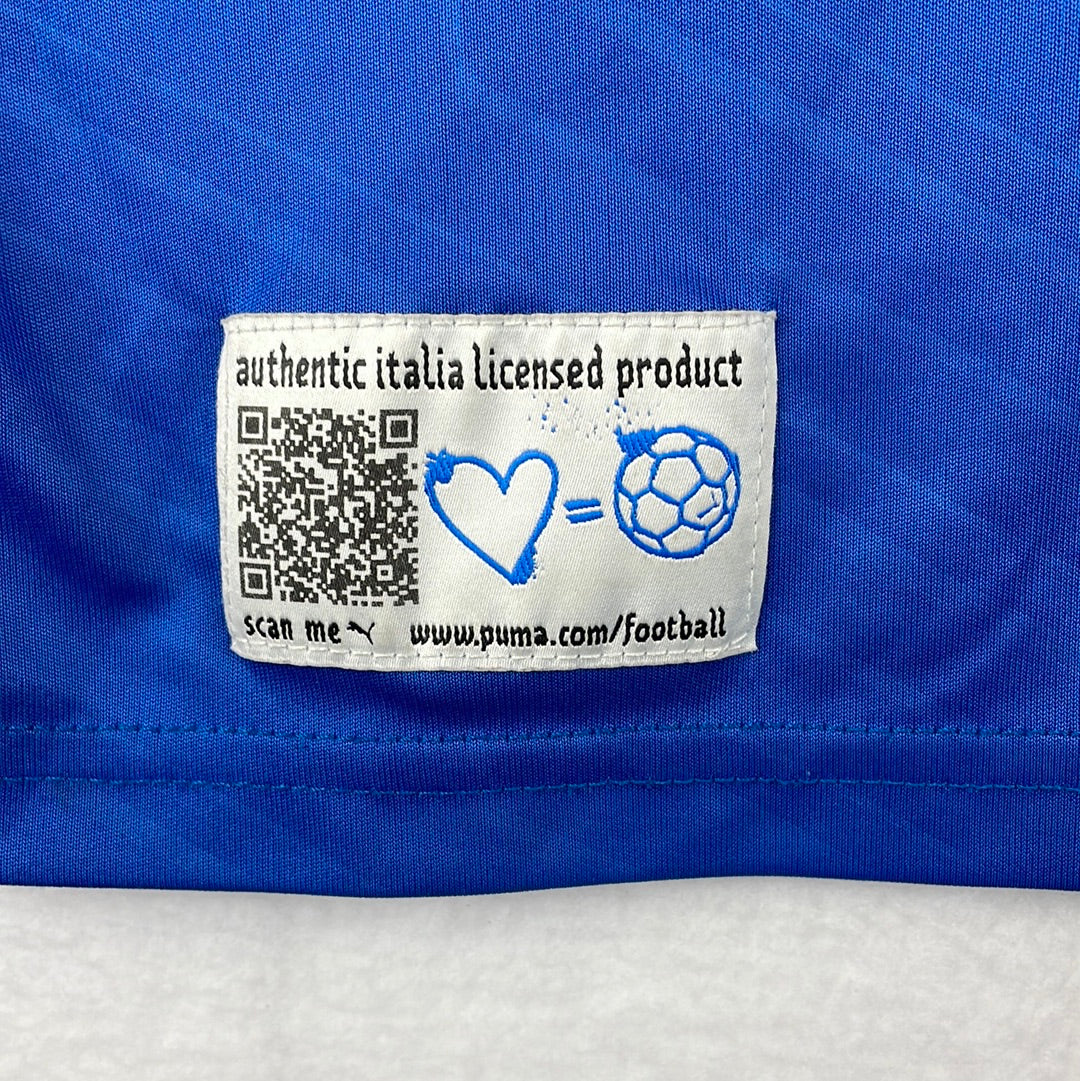 authentic italia licensed product
=
scan me
www.puma.com/football